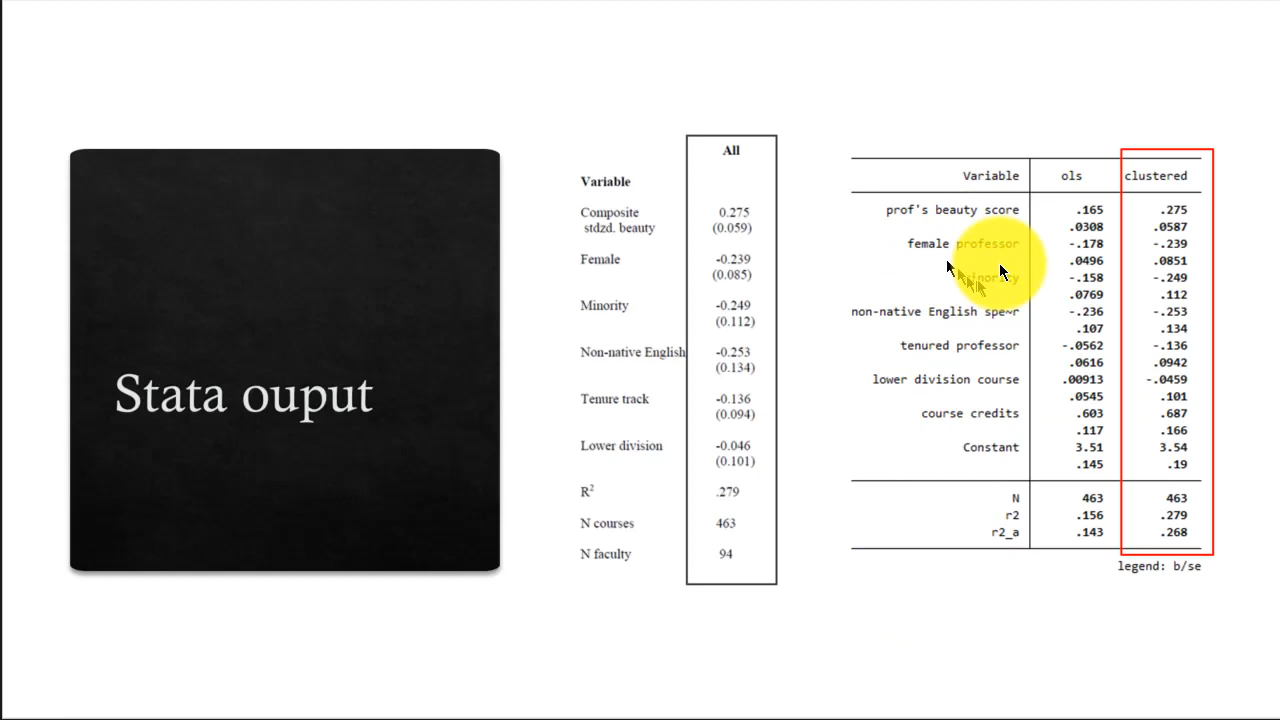 Stata ouput
All
Variable
Composite 0.275
stdzd. beauty (0.059)
Female -0.239
(0.085)
Minority -0.249
(0.112)
Non-native English -0.253
(0.134)
Tenure track -0.136
(0.094)
Lower division -0.046
(0.101)
R² .279
N courses 463
N faculty 94
Variable ols clustered
prof's beauty score .165 .275
.0308 .0587
female professor -.178 -.239
.0496 .0851
minority -.158 -.249
.0769 .112
non-native English spe~r -.236 -.253
.107 .134
tenured professor -.0562 -.136
.0616 .0942
lower division course .00913 -.0459
.0545 .101
course credits .603 .687
.117 .166
Constant 3.51 3.54
.145 .19
N 463 463
r2 .156 .279
r2_a .143 .268
legend: b/se